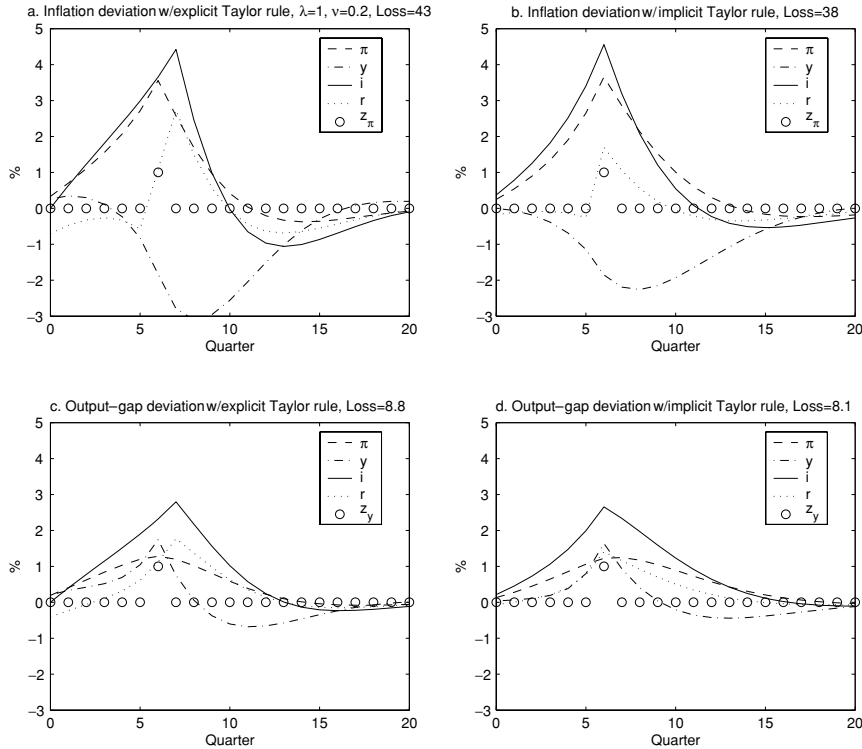 a. Inflation deviation w/explicit Taylor rule, λ=1, ν=0.2, Loss=43
5
4
3
2
1
0
−1
−2
−3
%
0 5 10 15 20
Quarter
π
y
i
r
z_π
b. Inflation deviation w/implicit Taylor rule, Loss=38
5
4
3
2
1
0
−1
−2
−3
%
0 5 10 15 20
Quarter
π
y
i
r
z_π
c. Output−gap deviation w/explicit Taylor rule, Loss=8.8
5
4
3
2
1
0
−1
−2
−3
%
0 5 10 15 20
Quarter
π
y
i
r
z_y
d. Output−gap deviation w/implicit Taylor rule, Loss=8.1
5
4
3
2
1
0
−1
−2
−3
%
0 5 10 15 20
Quarter
π
y
i
r
z_y